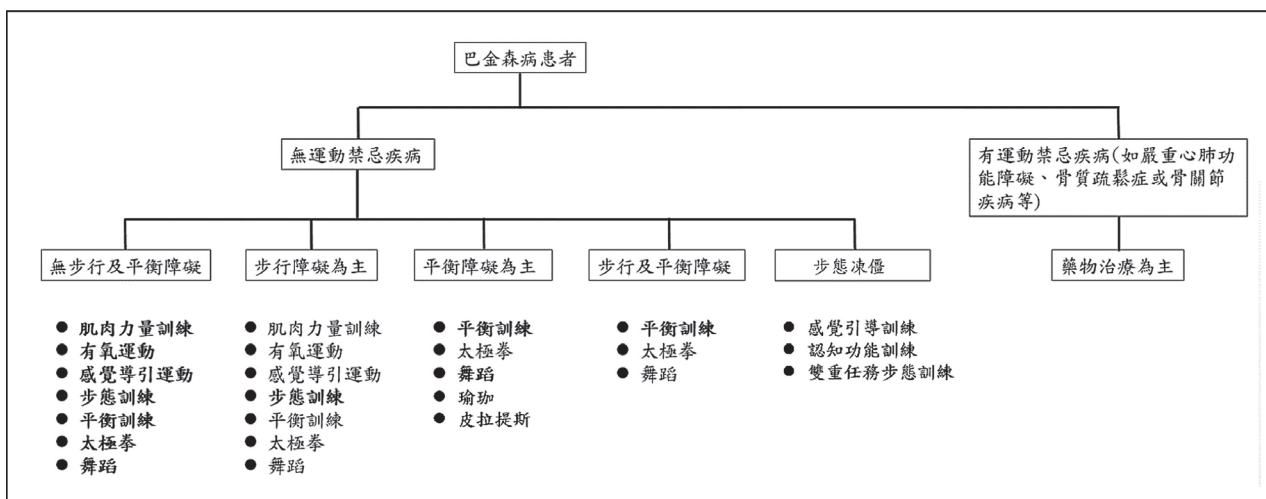 巴金森病患者
無運動禁忌疾病
有運動禁忌疾病(如嚴重心肺功
能障礙、骨質疏鬆症或骨關節
疾病等)
無步行及平衡障礙
步行障礙為主
平衡障礙為主
步行及平衡障礙
步態凍僵
藥物治療為主
● 肌肉力量訓練
● 有氧運動
● 感覺導引運動
● 步態訓練
● 平衡訓練
● 太極拳
● 舞蹈
● 肌肉力量訓練
● 有氧運動
● 感覺導引運動
● 步態訓練
● 平衡訓練
● 太極拳
● 舞蹈
● 平衡訓練
● 太極拳
● 舞蹈
● 瑜珈
● 皮拉提斯
● 平衡訓練
● 太極拳
● 舞蹈
● 感覺引導訓練
● 認知功能訓練
● 雙重任務步態訓練